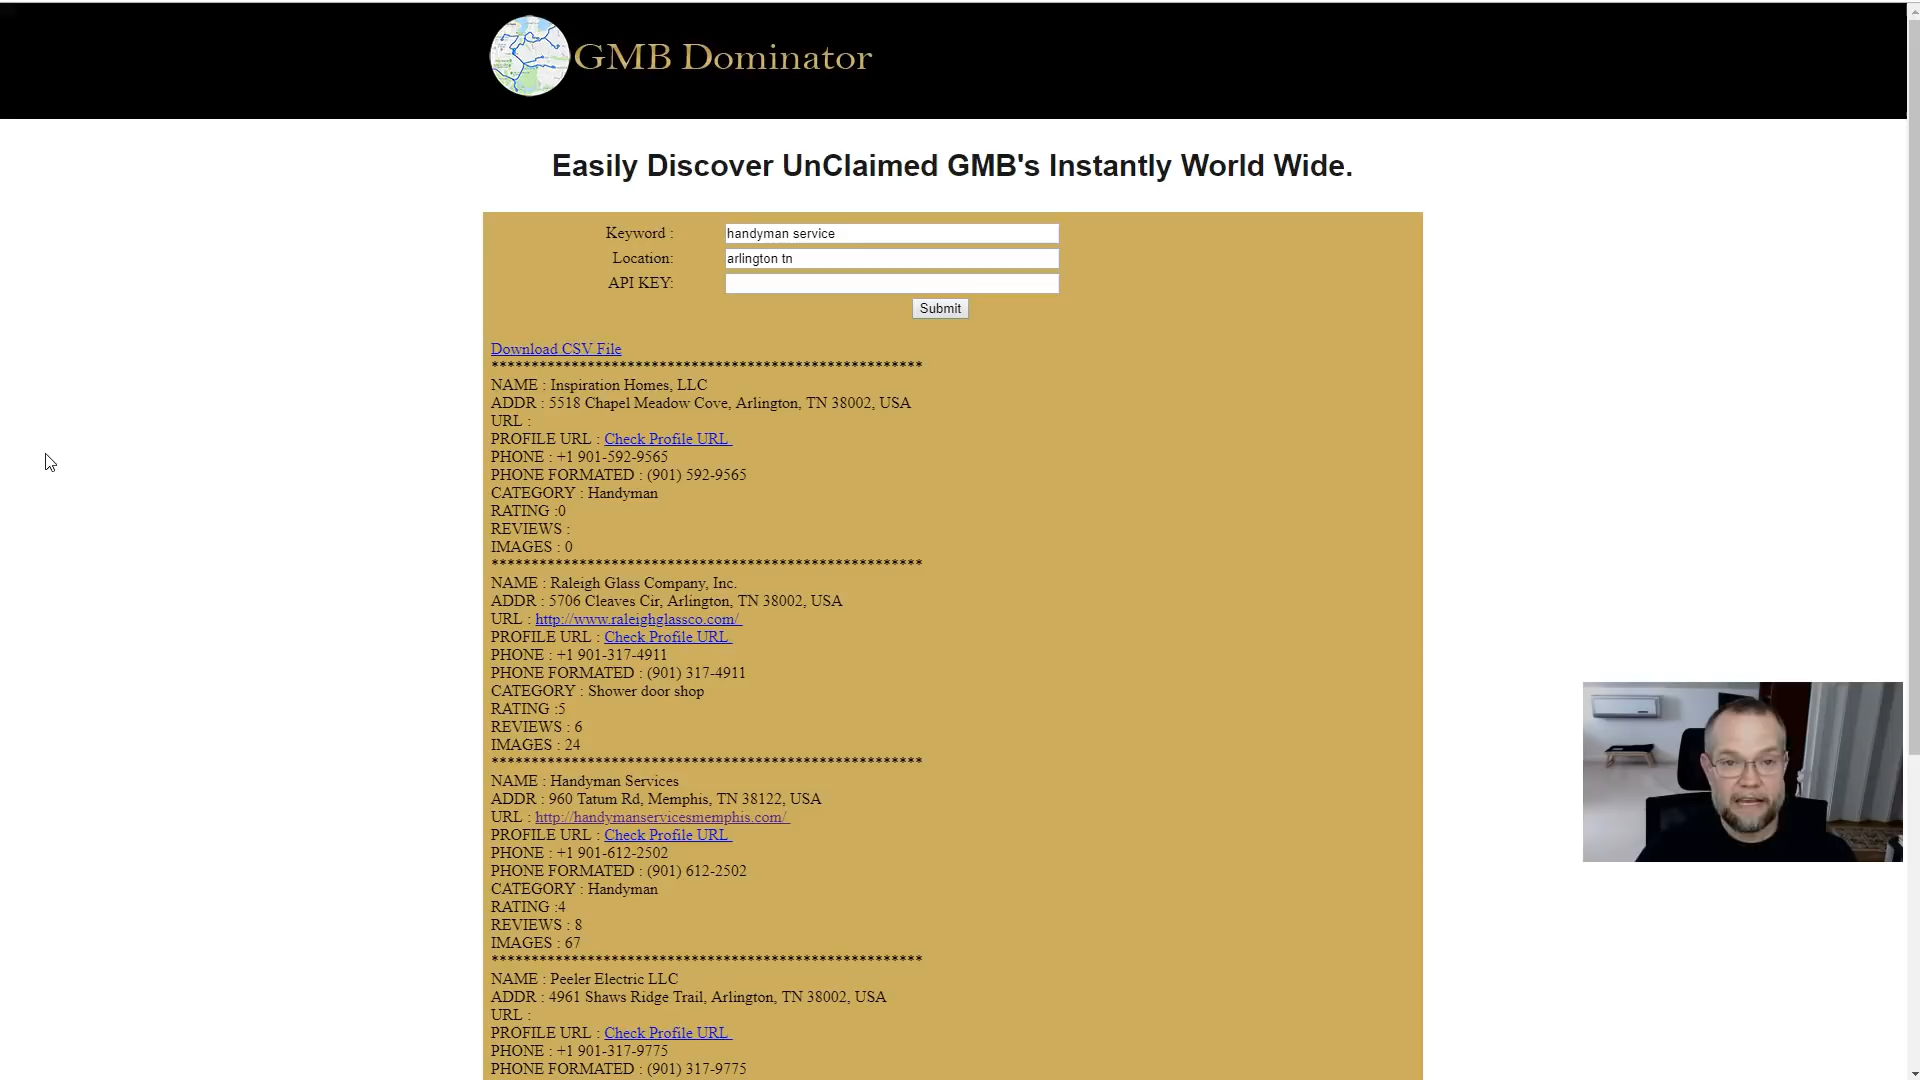 GMB Dominator
Easily Discover UnClaimed GMB's Instantly World Wide.
Keyword : handyman service
Location: arlington tn
API KEY:
Submit
Download CSV File
******************************************************
NAME : Inspiration Homes, LLC
ADDR : 5518 Chapel Meadow Cove, Arlington, TN 38002, USA
URL :
PROFILE URL : Check Profile URL
PHONE : +1 901-592-9565
PHONE FORMATED : (901) 592-9565
CATEGORY : Handyman
RATING :0
REVIEWS :
IMAGES : 0
******************************************************
NAME : Raleigh Glass Company, Inc.
ADDR : 5706 Cleaves Cir, Arlington, TN 38002, USA
URL : http://www.raleighglassco.com/
PROFILE URL : Check Profile URL
PHONE : +1 901-317-4911
PHONE FORMATED : (901) 317-4911
CATEGORY : Shower door shop
RATING :5
REVIEWS : 6
IMAGES : 24
******************************************************
NAME : Handyman Services
ADDR : 960 Tatum Rd, Memphis, TN 38122, USA
URL : http://handymanservicesmemphis.com/
PROFILE URL : Check Profile URL
PHONE : +1 901-612-2502
PHONE FORMATED : (901) 612-2502
CATEGORY : Handyman
RATING :4
REVIEWS : 8
IMAGES : 67
******************************************************
NAME : Peeler Electric LLC
ADDR : 4961 Shaws Ridge Trail, Arlington, TN 38002, USA
URL :
PROFILE URL : Check Profile URL
PHONE : +1 901-317-9775
PHONE FORMATED : (901) 317-9775